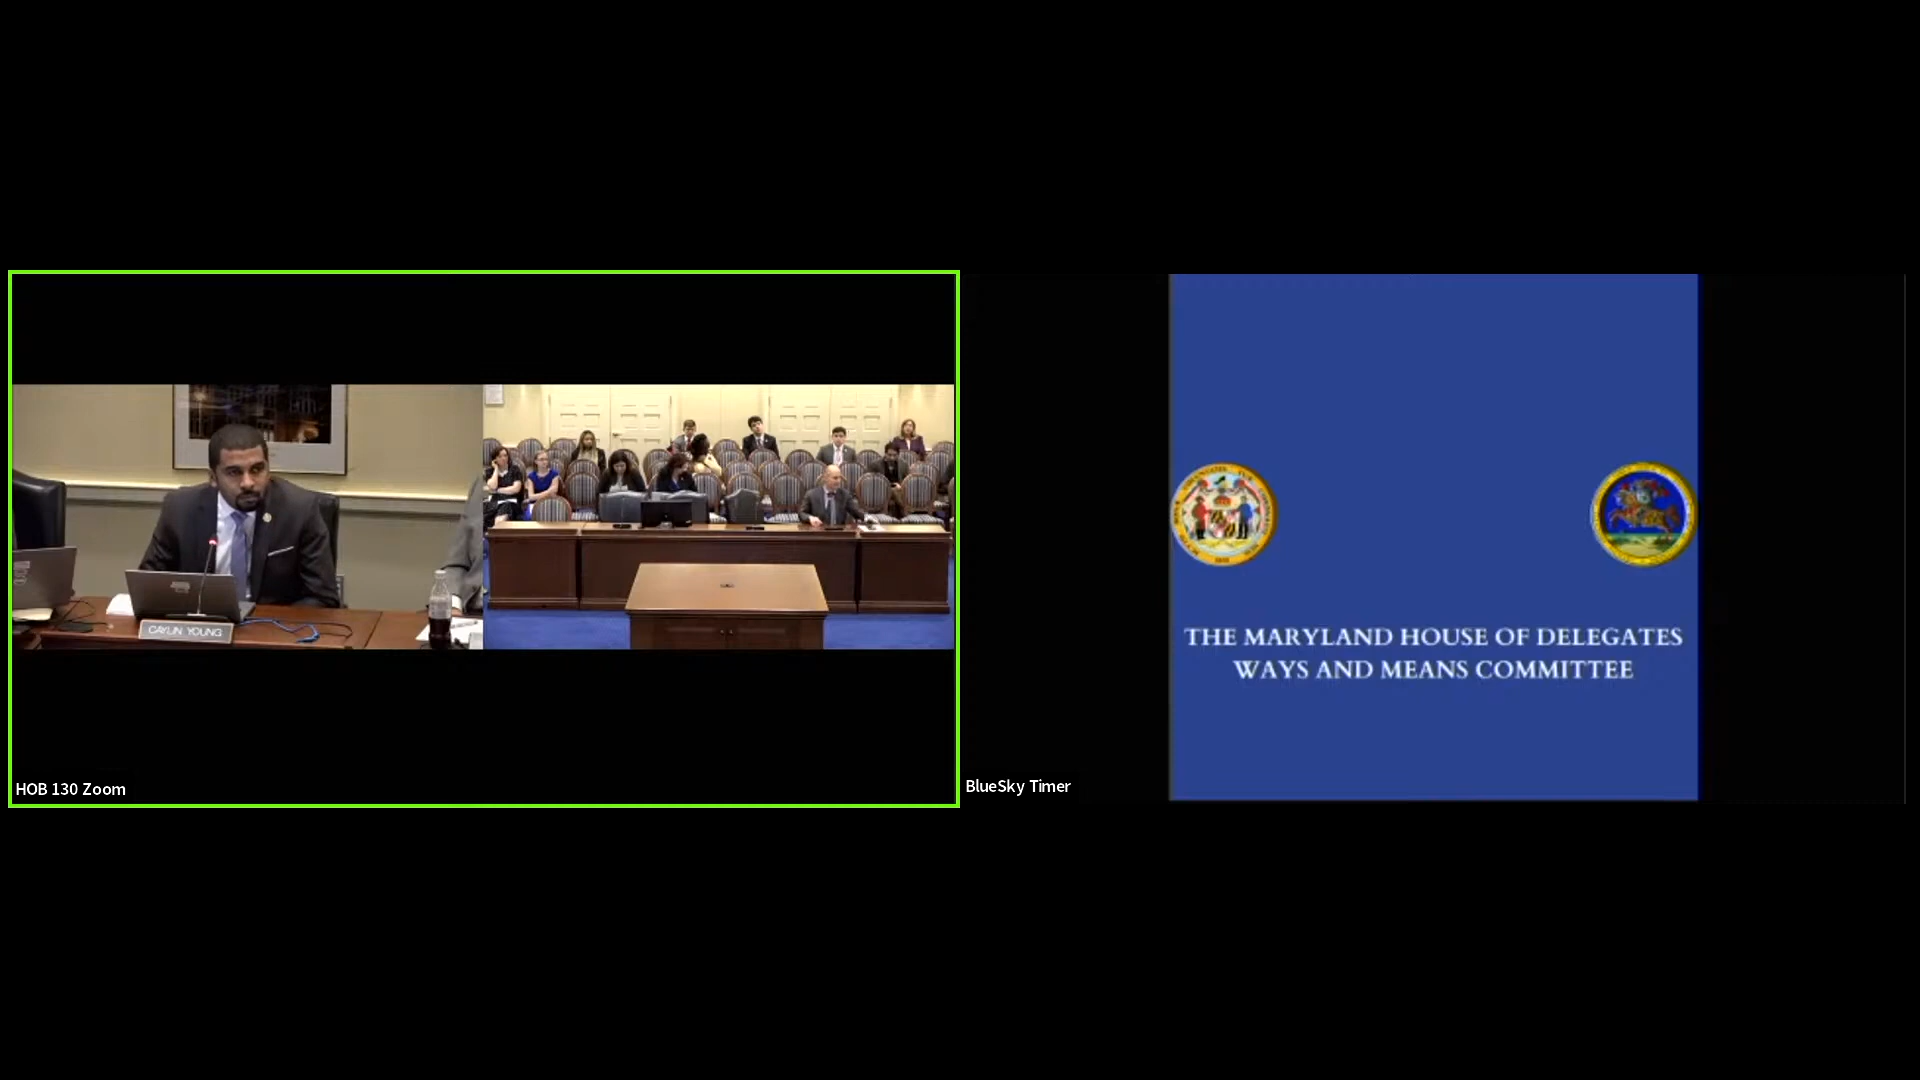 CAYLIN YOUNG
HOB 130 Zoom
THE MARYLAND HOUSE OF DELEGATES
WAYS AND MEANS COMMITTEE
BlueSky Timer